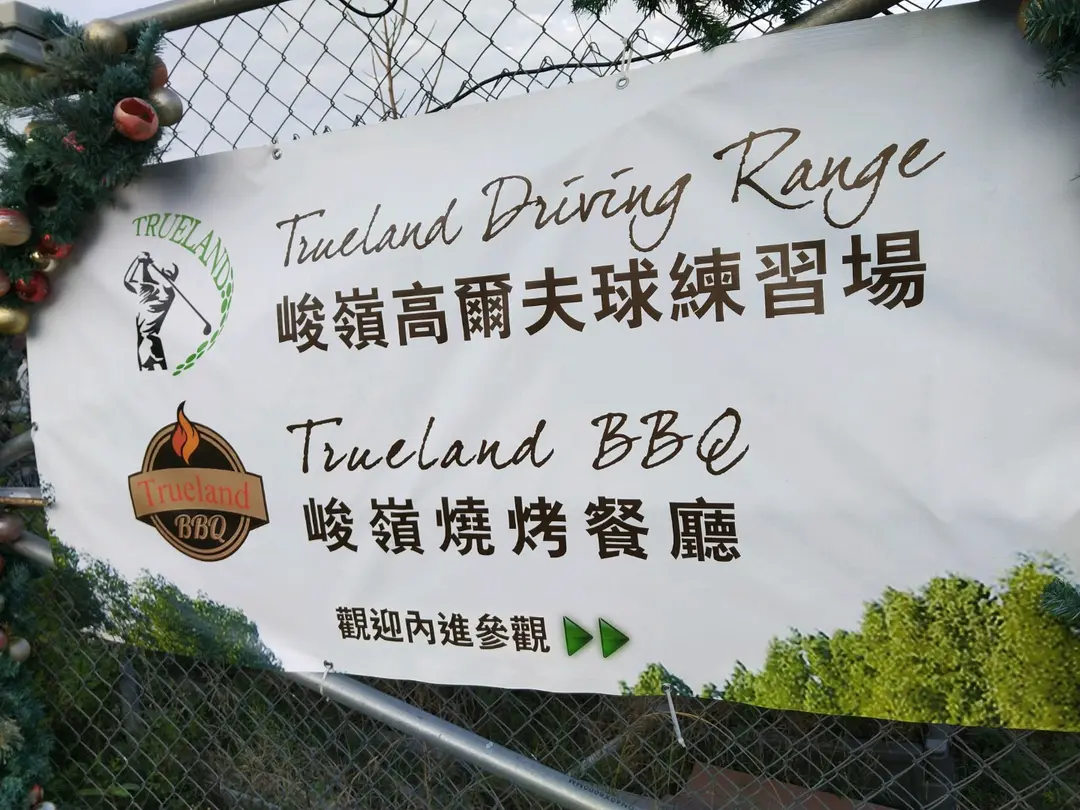 TRUELAND
Trueland Driving Range
峻嶺高爾夫球練習場
Trueland
BBQ
Trueland BBQ
峻嶺燒烤餐廳
觀迎內進參觀